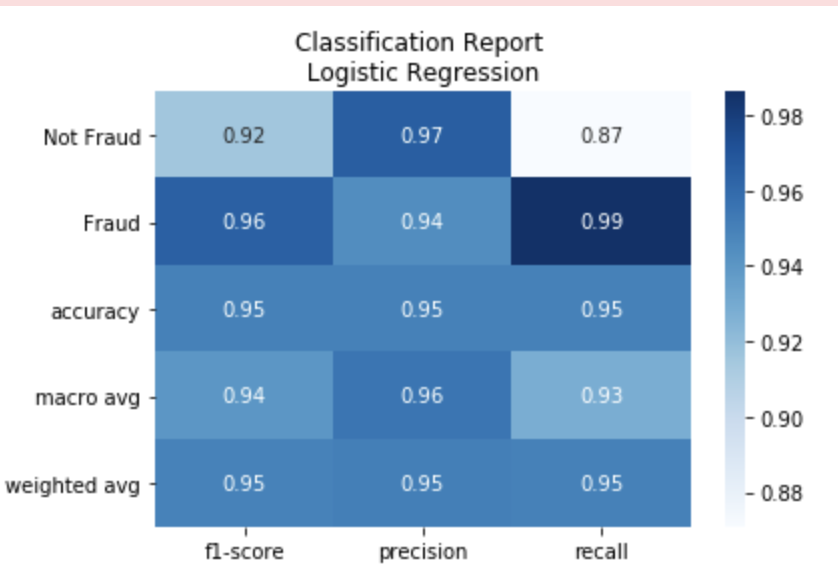 Classification Report
Logistic Regression
Not Fraud 0.92 0.97 0.87
Fraud 0.96 0.94 0.99
accuracy 0.95 0.95 0.95
macro avg 0.94 0.96 0.93
weighted avg 0.95 0.95 0.95
f1-score precision recall
0.98
0.96
0.94
0.92
0.90
0.88